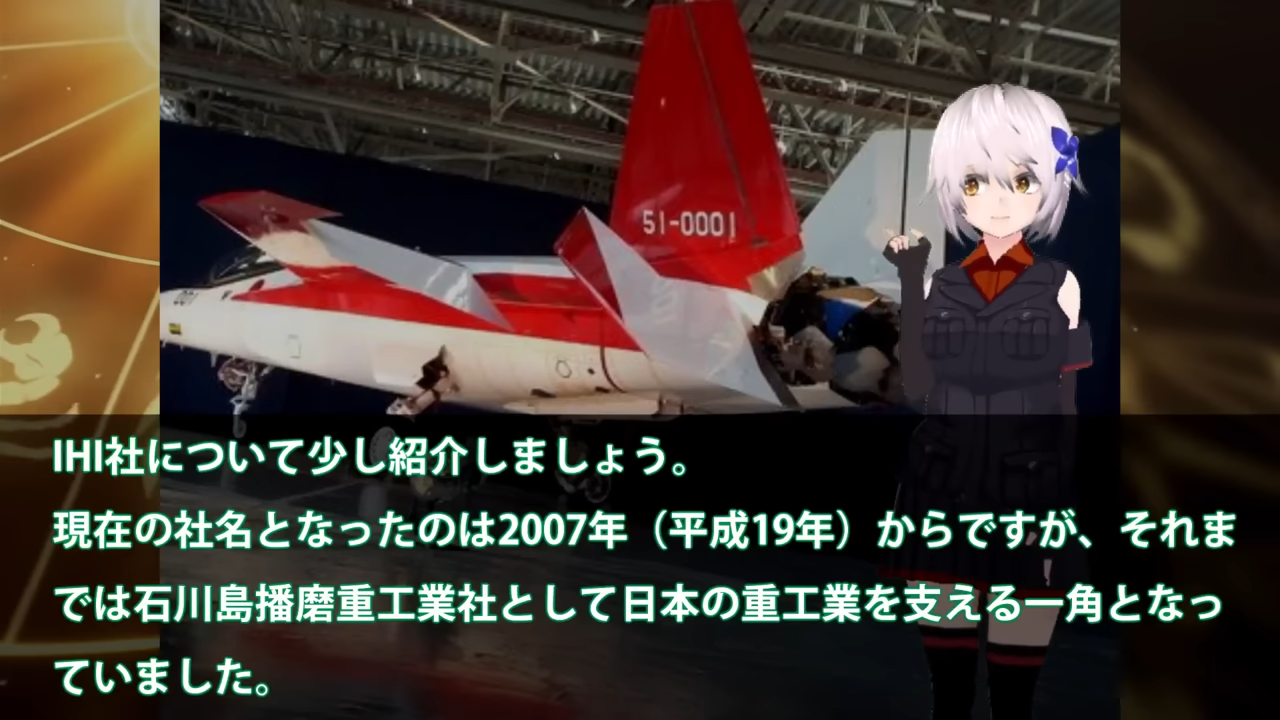 51-0001
IHI社について少し紹介しましょう。
現在の社名となったのは2007年（平成19年）からですが、それま
では石川島播磨重工業社として日本の重工業を支える一角となっ
ていました。